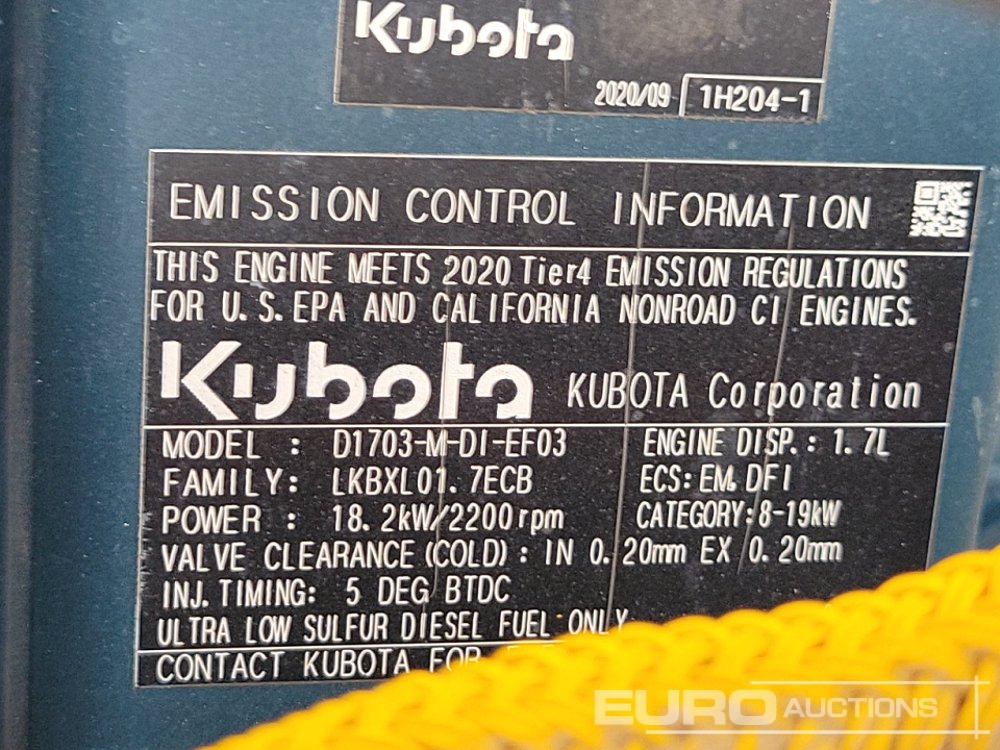 Kubota
2020/09 1H204-1
EMISSION CONTROL INFORMATION
THIS ENGINE MEETS 2020 Tier4 EMISSION REGULATIONS
FOR U.S. EPA AND CALIFORNIA NONROAD CI ENGINES.
Kubota KUBOTA Corporation
MODEL : D1703-M-DI-EF03 ENGINE DISP.: 1.7L
FAMILY: LKBXL01.7ECB ECS: EM, DFI
POWER : 18.2kW/2200rpm CATEGORY:8-19kW
VALVE CLEARANCE(COLD): IN 0.20mm EX 0.20mm
INJ. TIMING: 5 DEG BTDC
ULTRA LOW SULFUR DIESEL FUEL ONLY
CONTACT KUBOTA FOR
EURO AUCTIONS